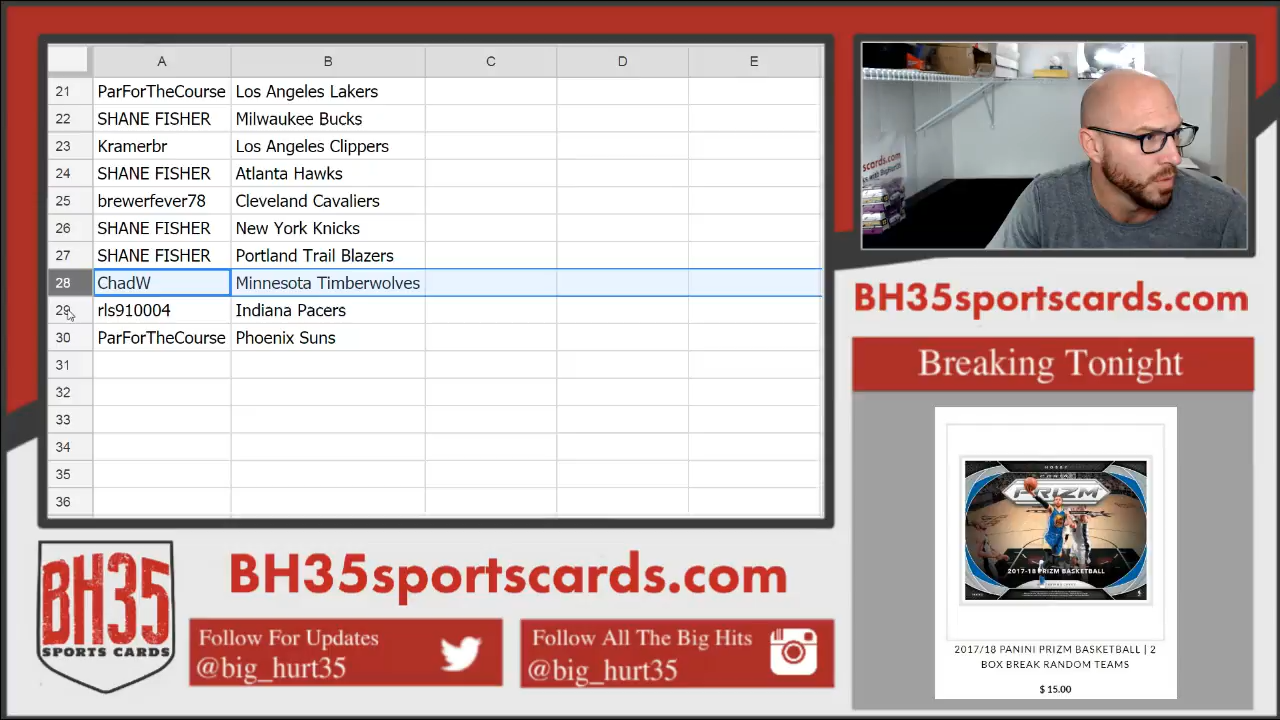 A B C D E
21 ParForTheCourse Los Angeles Lakers
22 SHANE FISHER Milwaukee Bucks
23 Kramerbr Los Angeles Clippers
24 SHANE FISHER Atlanta Hawks
25 brewerfever78 Cleveland Cavaliers
26 SHANE FISHER New York Knicks
27 SHANE FISHER Portland Trail Blazers
28 ChadW Minnesota Timberwolves
29 rls910004 Indiana Pacers
30 ParForTheCourse Phoenix Suns
31
32
33
34
35
36
scards.com
BH35sportscards.com
Breaking Tonight
HOBBY
PRIZM
2017-18 PRIZM BASKETBALL
2017/18 PANINI PRIZM BASKETBALL | 2
BOX BREAK RANDOM TEAMS
$ 15.00
BH35
SPORTS CARDS
BH35sportscards.com
Follow For Updates
@big_hurt35
Follow All The Big Hits
@big_hurt35